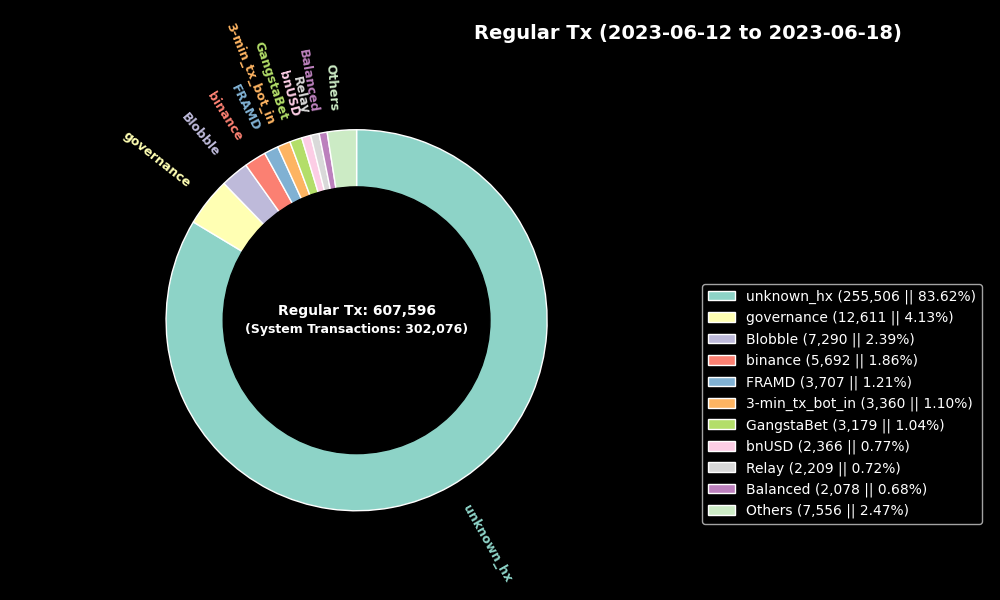 Regular Tx (2023-06-12 to 2023-06-18)
governance
Blobble
binance
FRAMD
3-min_tx_bot_in
GangstaBet
bnUSD
Relay
Balanced
Others
Regular Tx: 607,596
(System Transactions: 302,076)
unknown_hx
unknown_hx (255,506 || 83.62%)
governance (12,611 || 4.13%)
Blobble (7,290 || 2.39%)
binance (5,692 || 1.86%)
FRAMD (3,707 || 1.21%)
3-min_tx_bot_in (3,360 || 1.10%)
GangstaBet (3,179 || 1.04%)
bnUSD (2,366 || 0.77%)
Relay (2,209 || 0.72%)
Balanced (2,078 || 0.68%)
Others (7,556 || 2.47%)